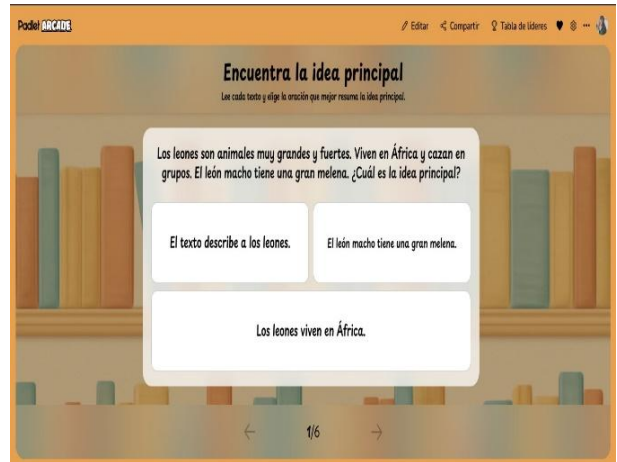 Padlet ARCADE
Editar
Compartir
Tabla de líderes
Encuentra la idea principal
Lee cada texto y elige la oración que mejor resuma la idea principal.
Los leones son animales muy grandes y fuertes. Viven en África y cazan en
grupos. El león macho tiene una gran melena. ¿Cuál es la idea principal?
El texto describe a los leones.
El león macho tiene una gran melena.
Los leones viven en África.
1/6